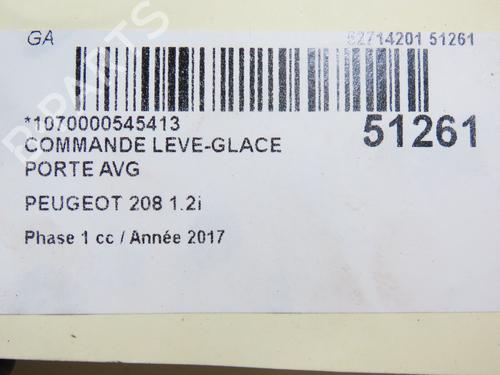 GA
62714201 51261
*1070000545413
51261
COMMANDE LEVE-GLACE
PORTE AVG
PEUGEOT 208 1.2i
Phase 1 cc / Année 2017
B-PARTS